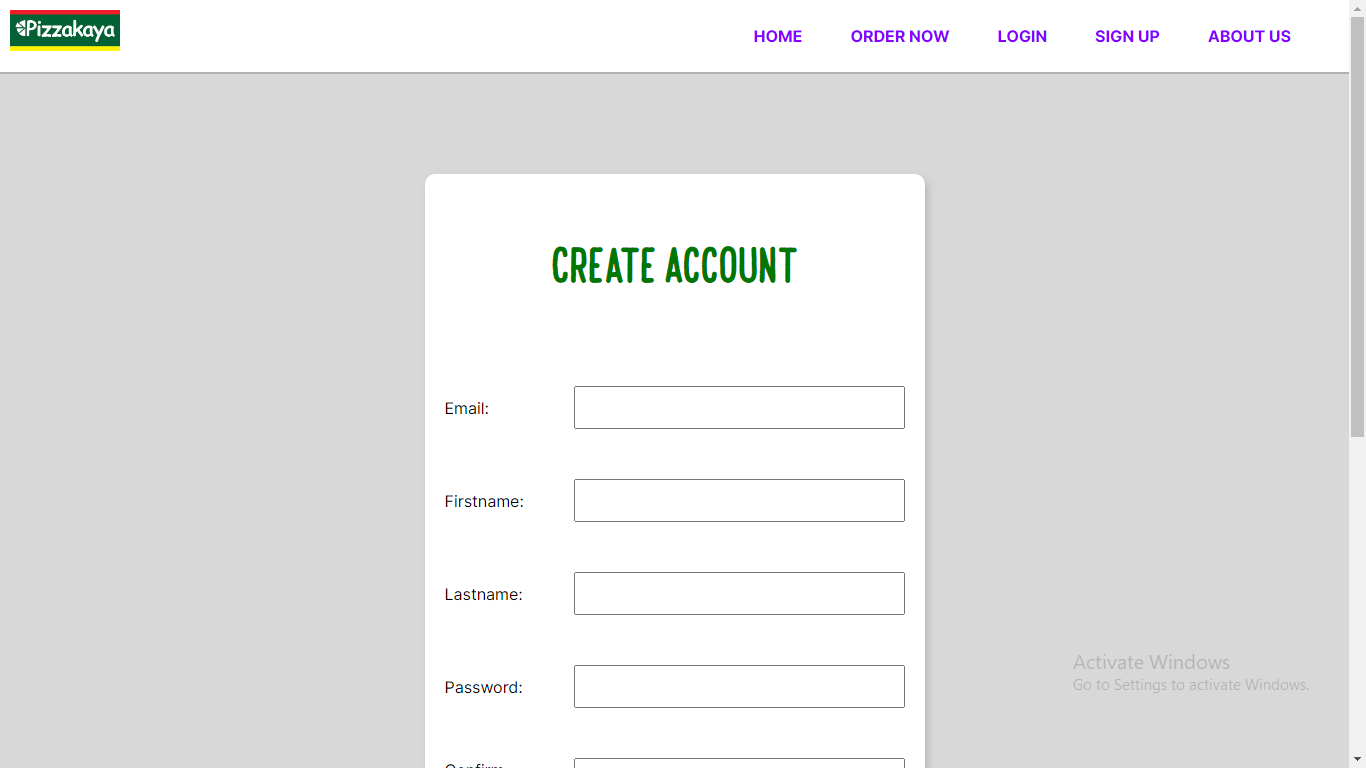 Pizzakaya
HOME ORDER NOW LOGIN SIGN UP ABOUT US
CREATE ACCOUNT
Email:
Firstname:
Lastname:
Password:
Confirm
Activate Windows
Go to Settings to activate Windows.